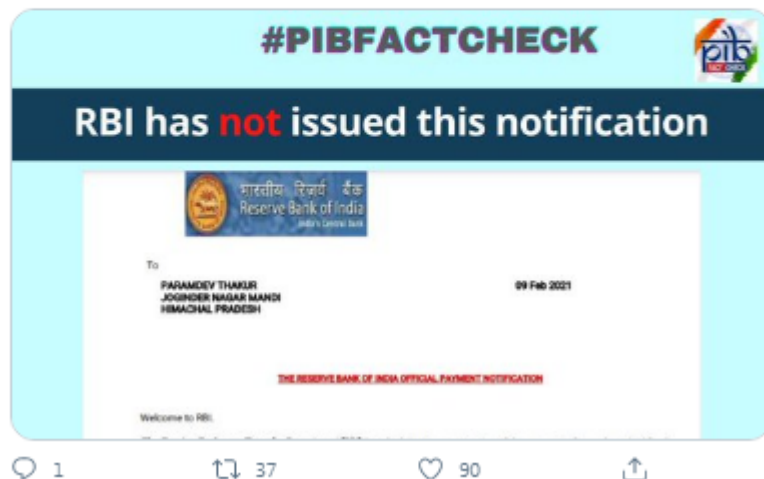 #PIBFACTCHECK
pib
FACT CHECK
RBI has not issued this notification
भारतीय रिज़र्व बैंक
Reserve Bank of India
India's Central Bank
To
PARAMDEV THAKUR
09 Feb 2021
JOGINDER NAGAR MANDI
HIMACHAL PRADESH
THE RESERVE BANK OF INDIA OFFICIAL PAYMENT NOTIFICATION
Welcome to RBI.
1
37
90